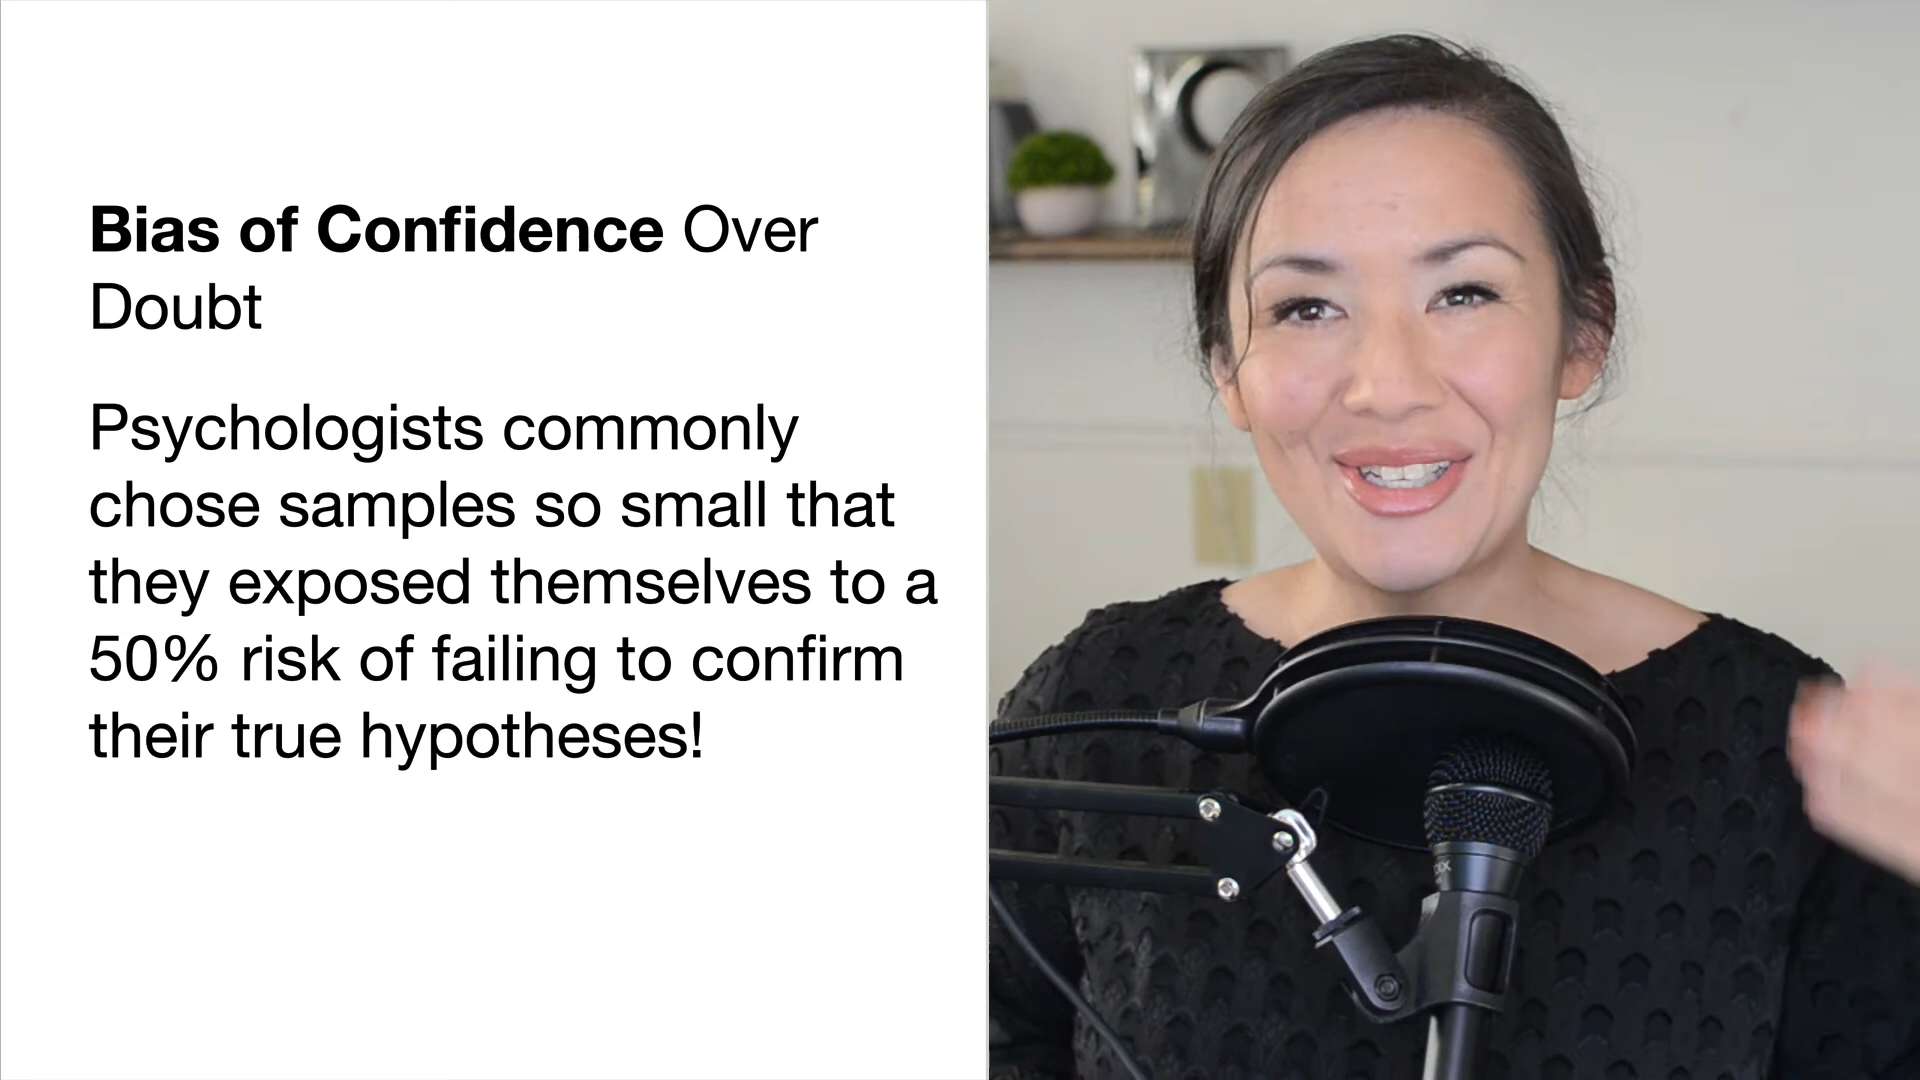 Bias of Confidence Over
Doubt
Psychologists commonly
chose samples so small that
they exposed themselves to a
50% risk of failing to confirm
their true hypotheses!